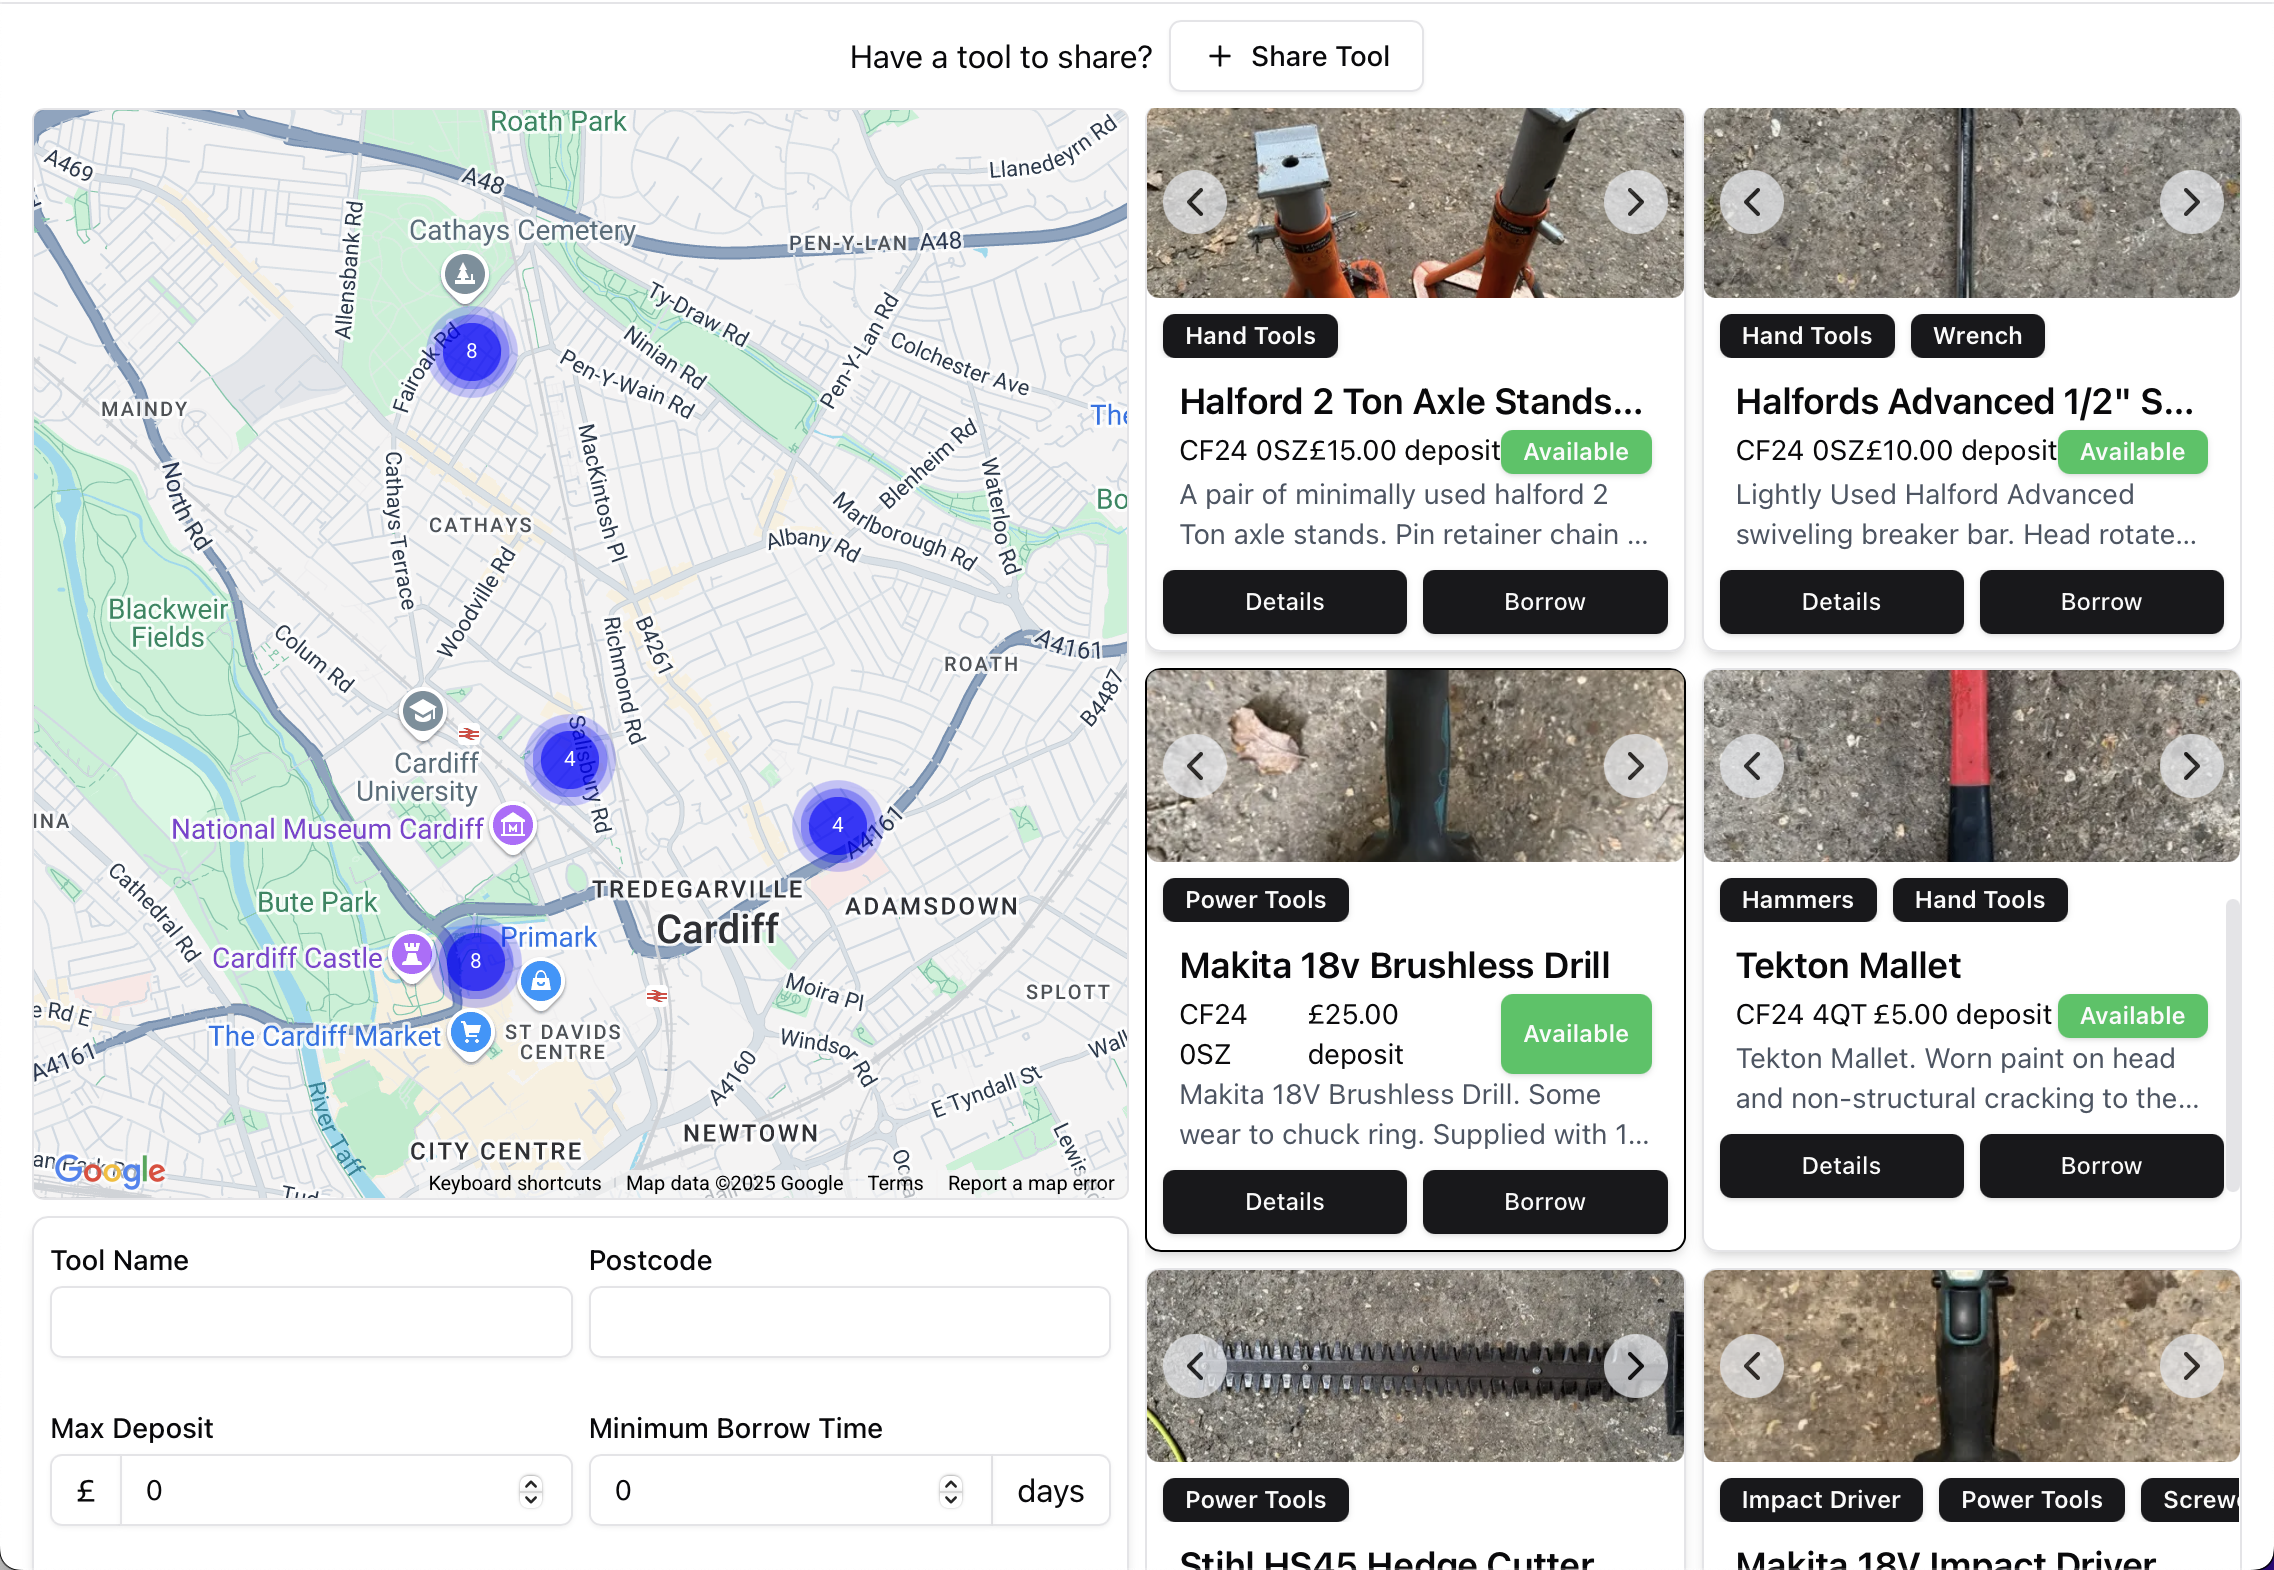 Have a tool to share?
+ Share Tool
Roath Park
Llanedeyrn Rd
A469
A48
Allensbank Rd
Cathays Cemetery
PEN-Y-LAN
A48
Ty-Draw Rd
Ninian Rd
Pen-Y-Lan Rd
Colchester Ave
Fairoak Rd
8
Pen-Y-Wain Rd
MAINDY
The
Blenheim Rd
MacKintosh Pl
Cathays Terrace
North Rd
Waterloo Rd
Bo
Marlborough Rd
CATHAYS
Albany Rd
Woodville Rd
Blackweir
Fields
Colum Rd
Richmond Rd
B4261
A4161
ROATH
B4487
Cardiff
University
Salisbury Rd
4
4
A4161
INA
National Museum Cardiff
Cathedral Rd
TREDEGARVILLE
Bute Park
Cardiff
ADAMSDOWN
Primark
Cardiff Castle
8
Moira Pl
SPLOTT
e Rd E
The Cardiff Market
ST DAVIDS
CENTRE
Windsor Rd
Wall
A4161
A4160
E Tyndall St
River Taff
NEWTOWN
Lewis
CITY CENTRE
Google
Keyboard shortcuts
Map data ©2025 Google
Terms
Report a map error
Tool Name
Postcode
Max Deposit
Minimum Borrow Time
£ 0
0 days
Hand Tools
Halford 2 Ton Axle Stands...
CF24 0SZ£15.00 deposit Available
A pair of minimally used halford 2
Ton axle stands. Pin retainer chain ...
Details
Borrow
Hand Tools
Wrench
Halfords Advanced 1/2" S...
CF24 0SZ£10.00 deposit Available
Lightly Used Halford Advanced
swiveling breaker bar. Head rotate...
Details
Borrow
Power Tools
Makita 18v Brushless Drill
CF24
0SZ
£25.00
deposit
Available
Makita 18V Brushless Drill. Some
wear to chuck ring. Supplied with 1...
Details
Borrow
Hammers
Hand Tools
Tekton Mallet
CF24 4QT £5.00 deposit Available
Tekton Mallet. Worn paint on head
and non-structural cracking to the...
Details
Borrow
Power Tools
Stihl HS45 Hedge Cutter
Impact Driver
Power Tools
Screw
Makita 18V Impact Driver